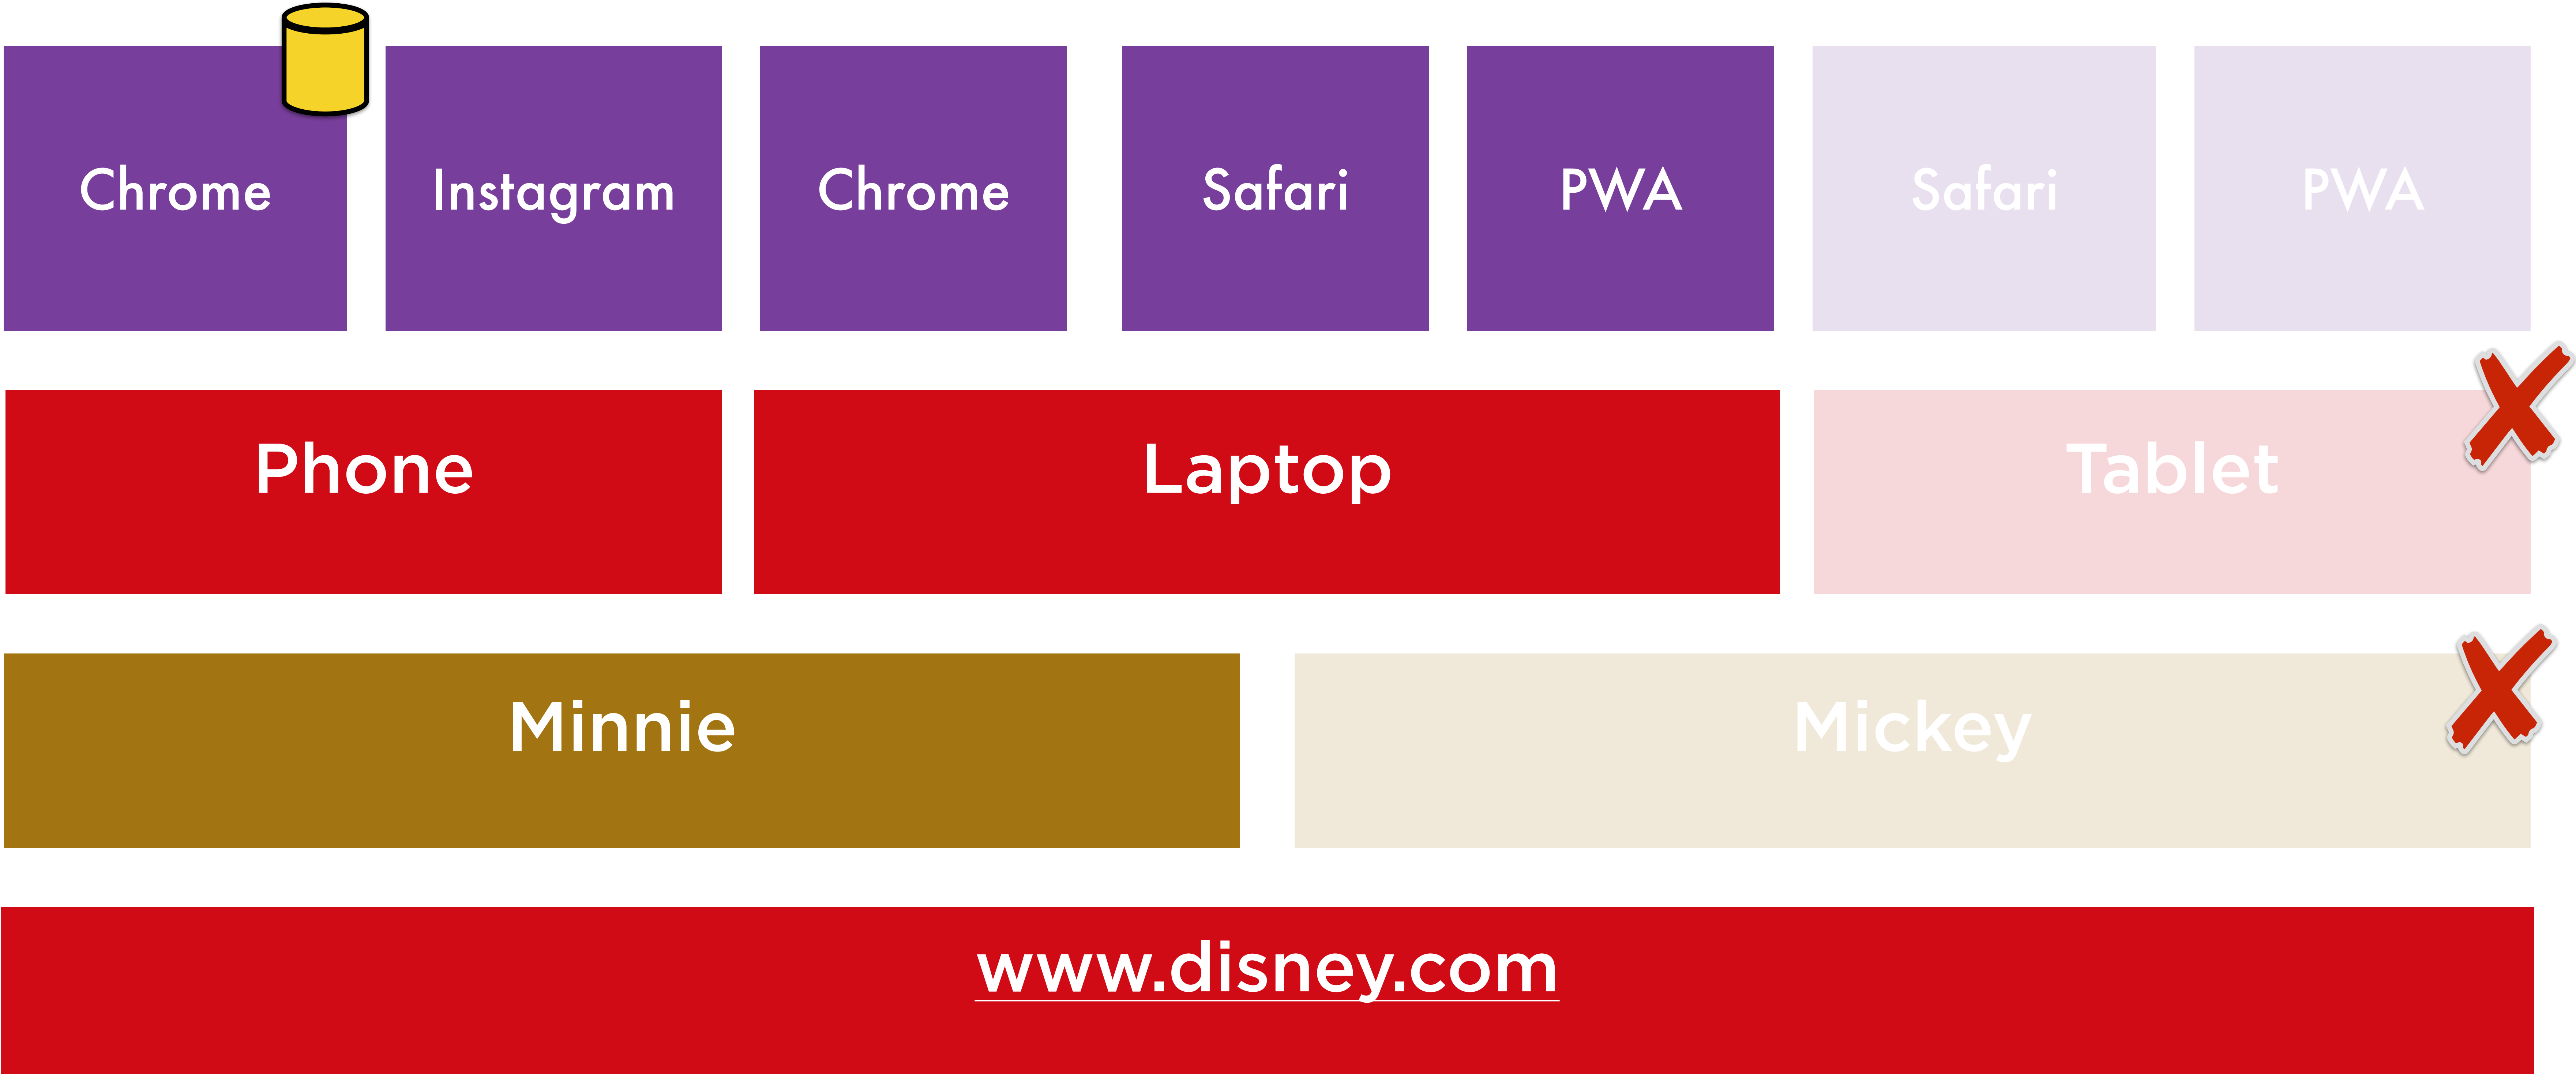 Chrome
Instagram
Chrome
Safari
PWA
Safari
PWA
Phone
Laptop
Tablet
Minnie
Mickey
www.disney.com